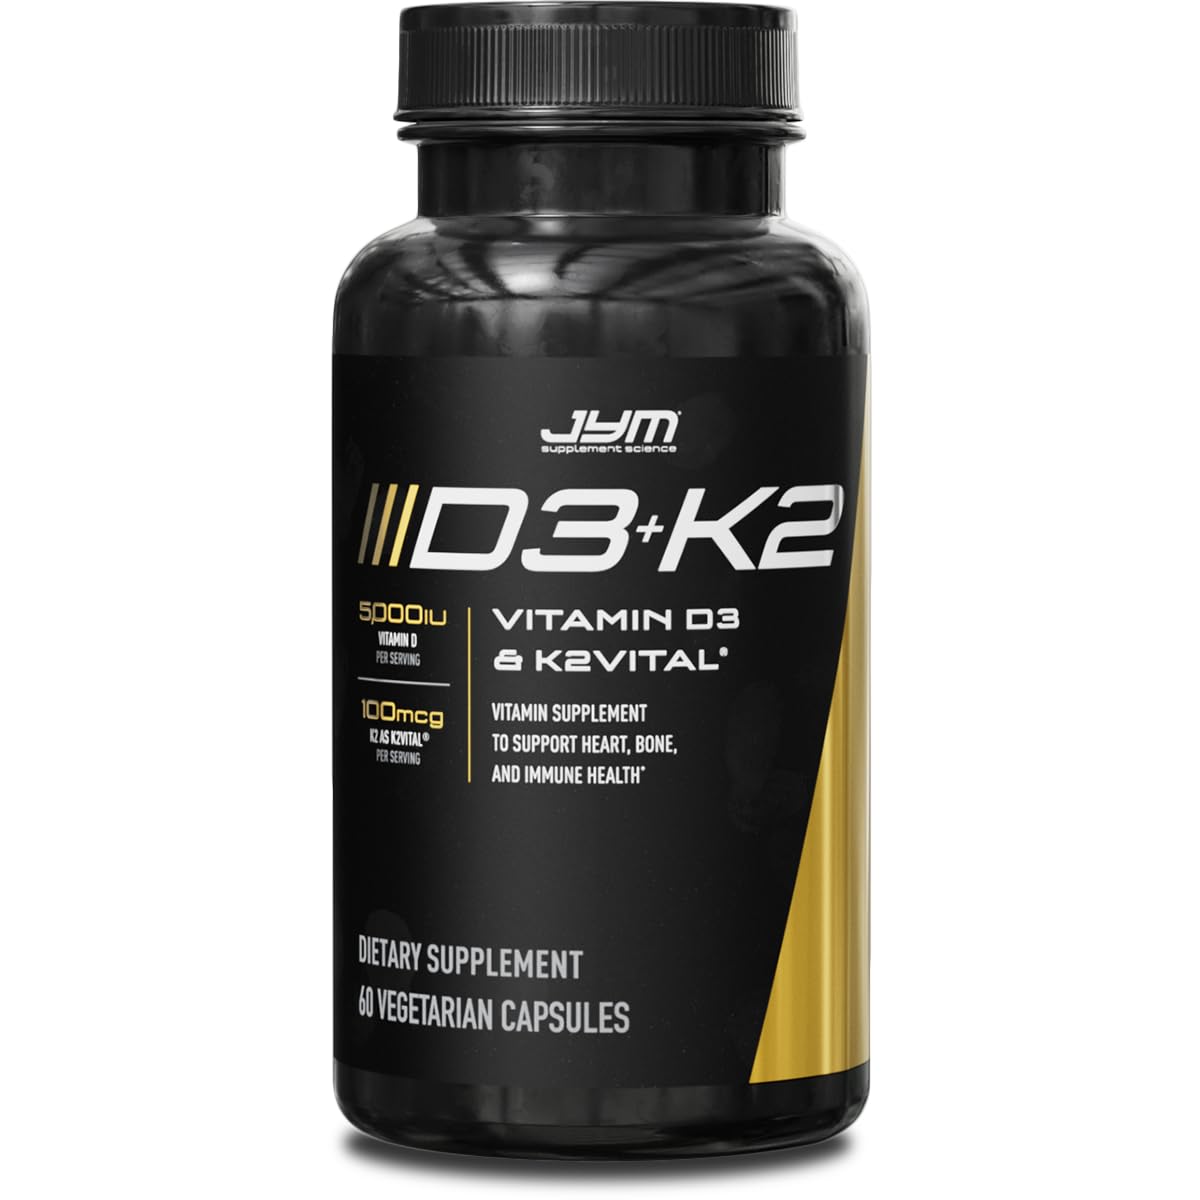 JYM®
supplement science
D3+K2
5,000IU
VITAMIN D
PER SERVING
100mcg
K2 AS K2VITAL®
PER SERVING
VITAMIN D3
& K2VITAL®
VITAMIN SUPPLEMENT
TO SUPPORT HEART, BONE,
AND IMMUNE HEALTH*
DIETARY SUPPLEMENT
60 VEGETARIAN CAPSULES